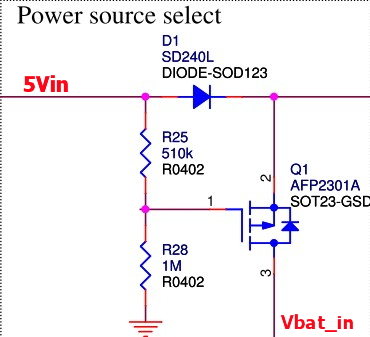 Power source select
D1
SD240L
DIODE-SOD123
5Vin
R25
510k
R0402
2
Q1
AFP2301A
SOT23-GSD
1
R28
1M
R0402
3
Vbat_in